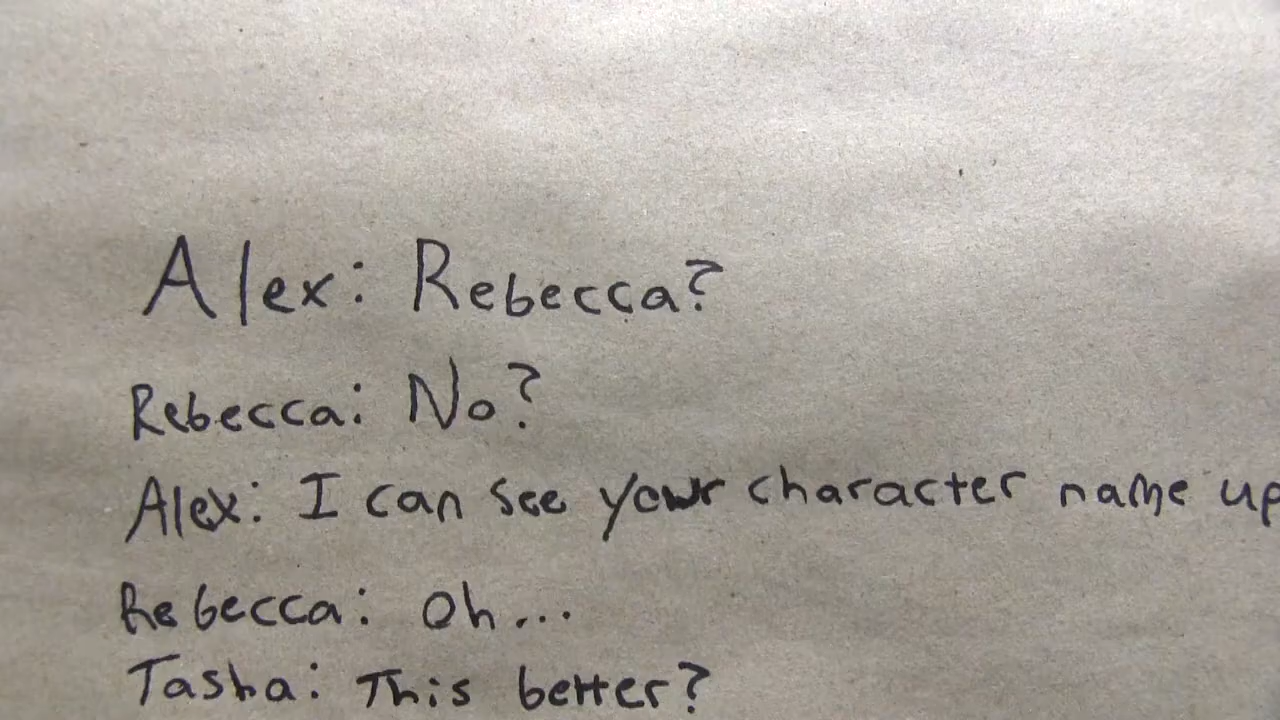 Alex: Rebecca?
Rebecca: No?
Alex: I can see your character name up
Rebecca: Oh...
Tasha: This better?